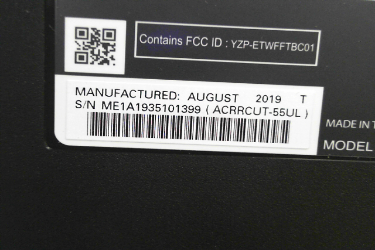 Contains FCC ID : YZP-ETWFFTBC01
MANUFACTURED: AUGUST 2019 T
S/N ME1A1935101399 ( ACRRCUT-55UL )
MADE IN T
MODEL